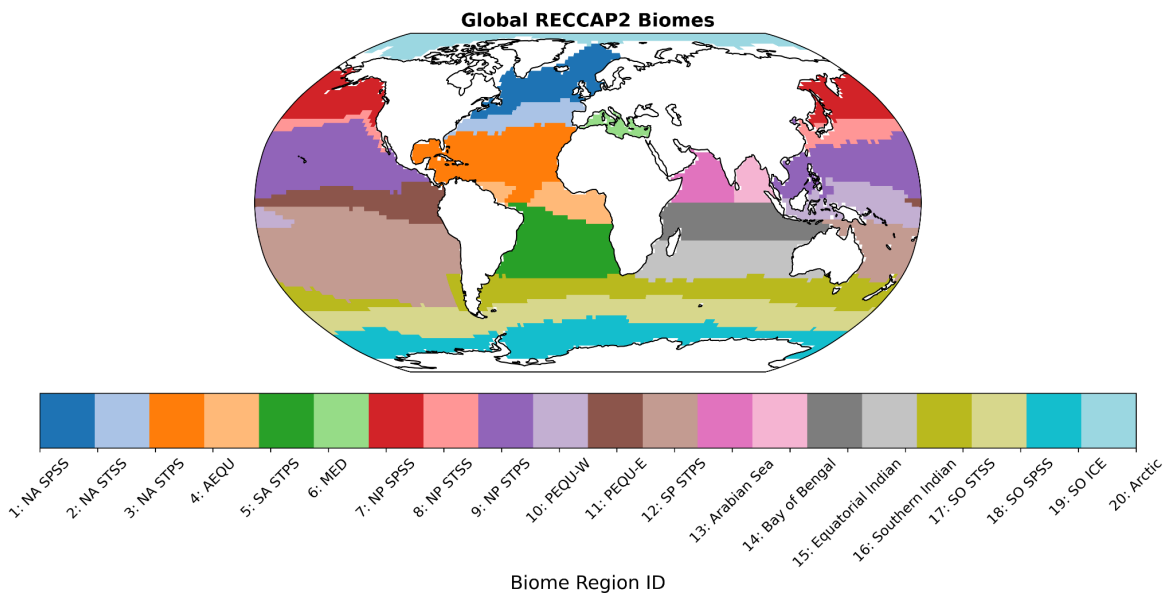 Global RECCAP2 Biomes
1: NA SPSS
2: NA STSS
3: NA STPS
4: AEQU
5: SA STPS
6: MED
7: NP SPSS
8: NP STSS
9: NP STPS
10: PEQU-W
11: PEQU-E
12: SP STPS
13: Arabian Sea
14: Bay of Bengal
15: Equatorial Indian
16: Southern Indian
17: SO STSS
18: SO SPSS
19: SO ICE
20: Arctic
Biome Region ID